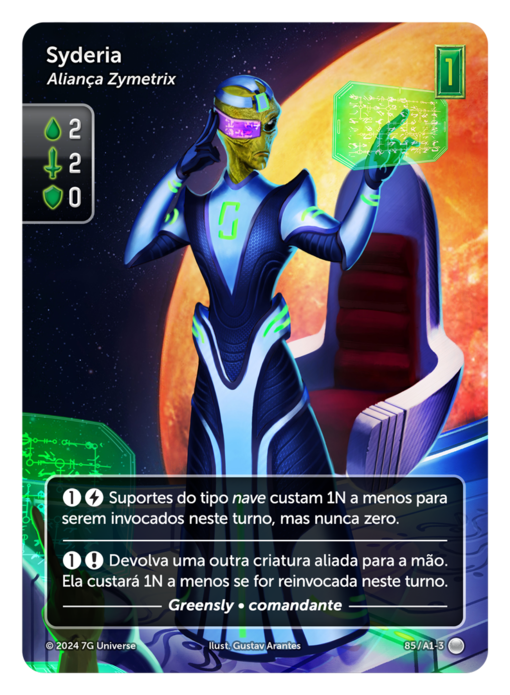 Syderia
Aliança Zymetrix
1
2
2
0
1 Suportes do tipo nave custam 1N a menos para
serem invocados neste turno, mas nunca zero.
1 Devolva uma outra criatura aliada para a mão.
Ela custará 1N a menos se for reinvocada neste turno.
Greensly • comandante
© 2024 7G Universe
Ilust. Gustav Arantes
85/A1-3